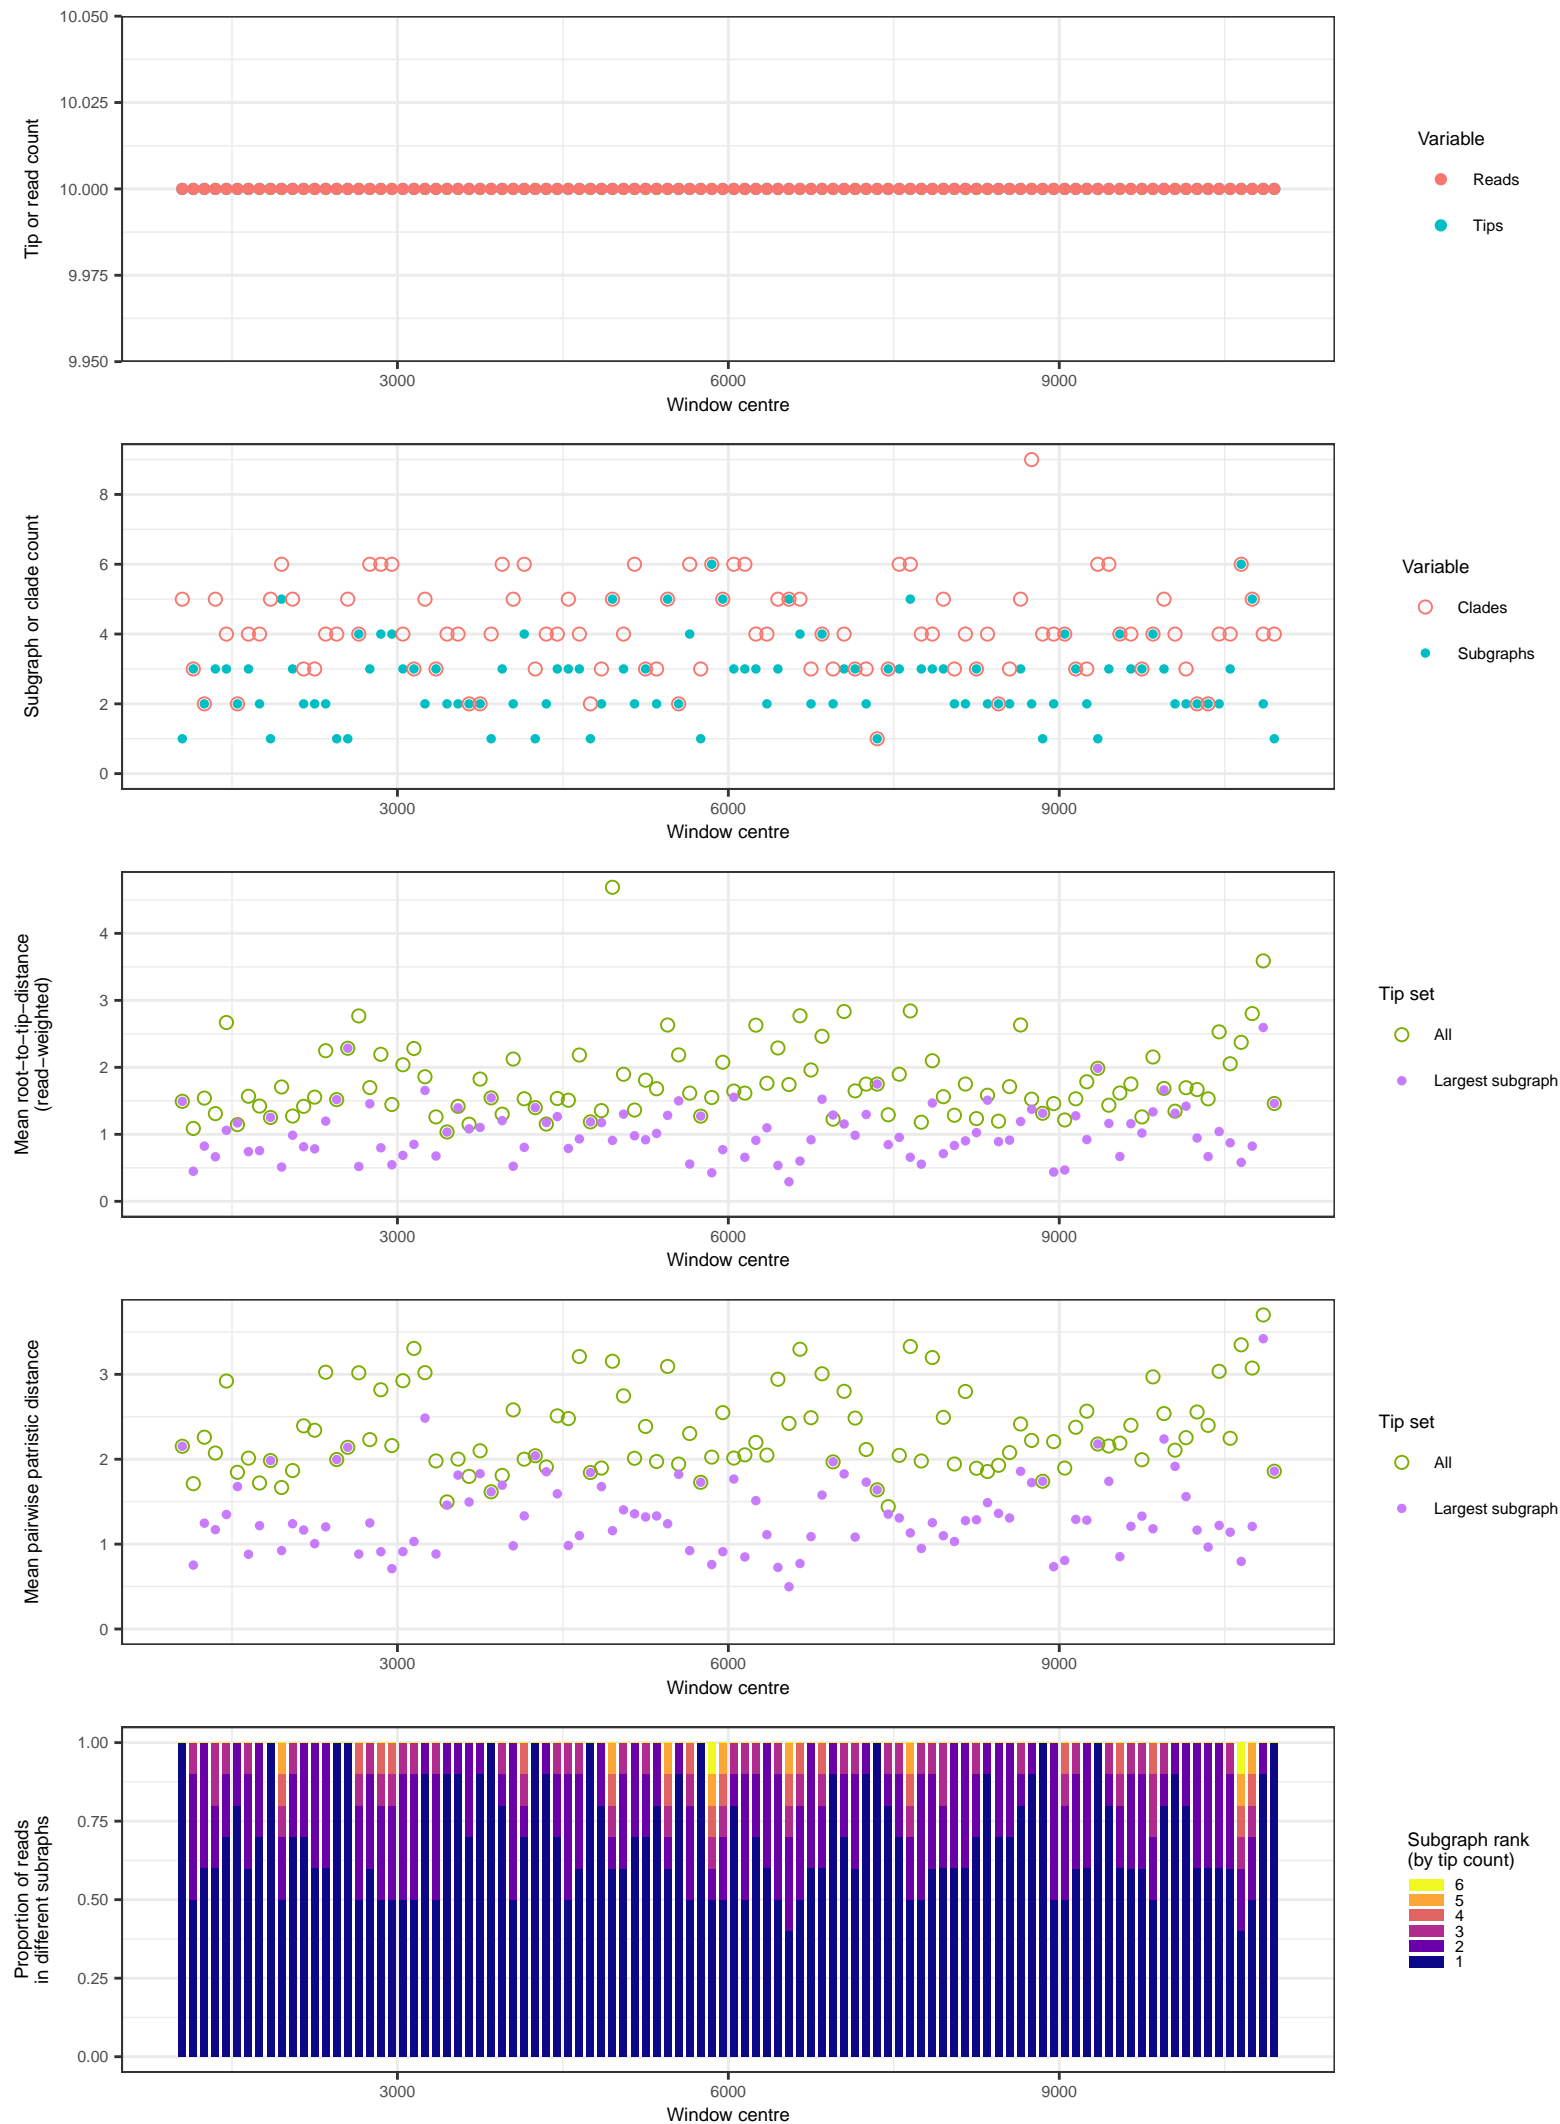 10.050
10.025
10.000
9.975
9.950
Tip or read count
3000
6000
9000
Window centre
Variable
Reads
Tips
8
6
4
2
0
Subgraph or clade count
3000
6000
9000
Window centre
Variable
Clades
Subgraphs
4
3
2
1
0
Mean root−to−tip−distance
(read−weighted)
3000
6000
9000
Window centre
Tip set
All
Largest subgraph
3
2
1
0
Mean pairwise patristic distance
3000
6000
9000
Window centre
Tip set
All
Largest subgraph
1.00
0.75
0.50
0.25
0.00
Proportion of reads
in different subraphs
3000
6000
9000
Window centre
Subgraph rank
(by tip count)
6
5
4
3
2
1